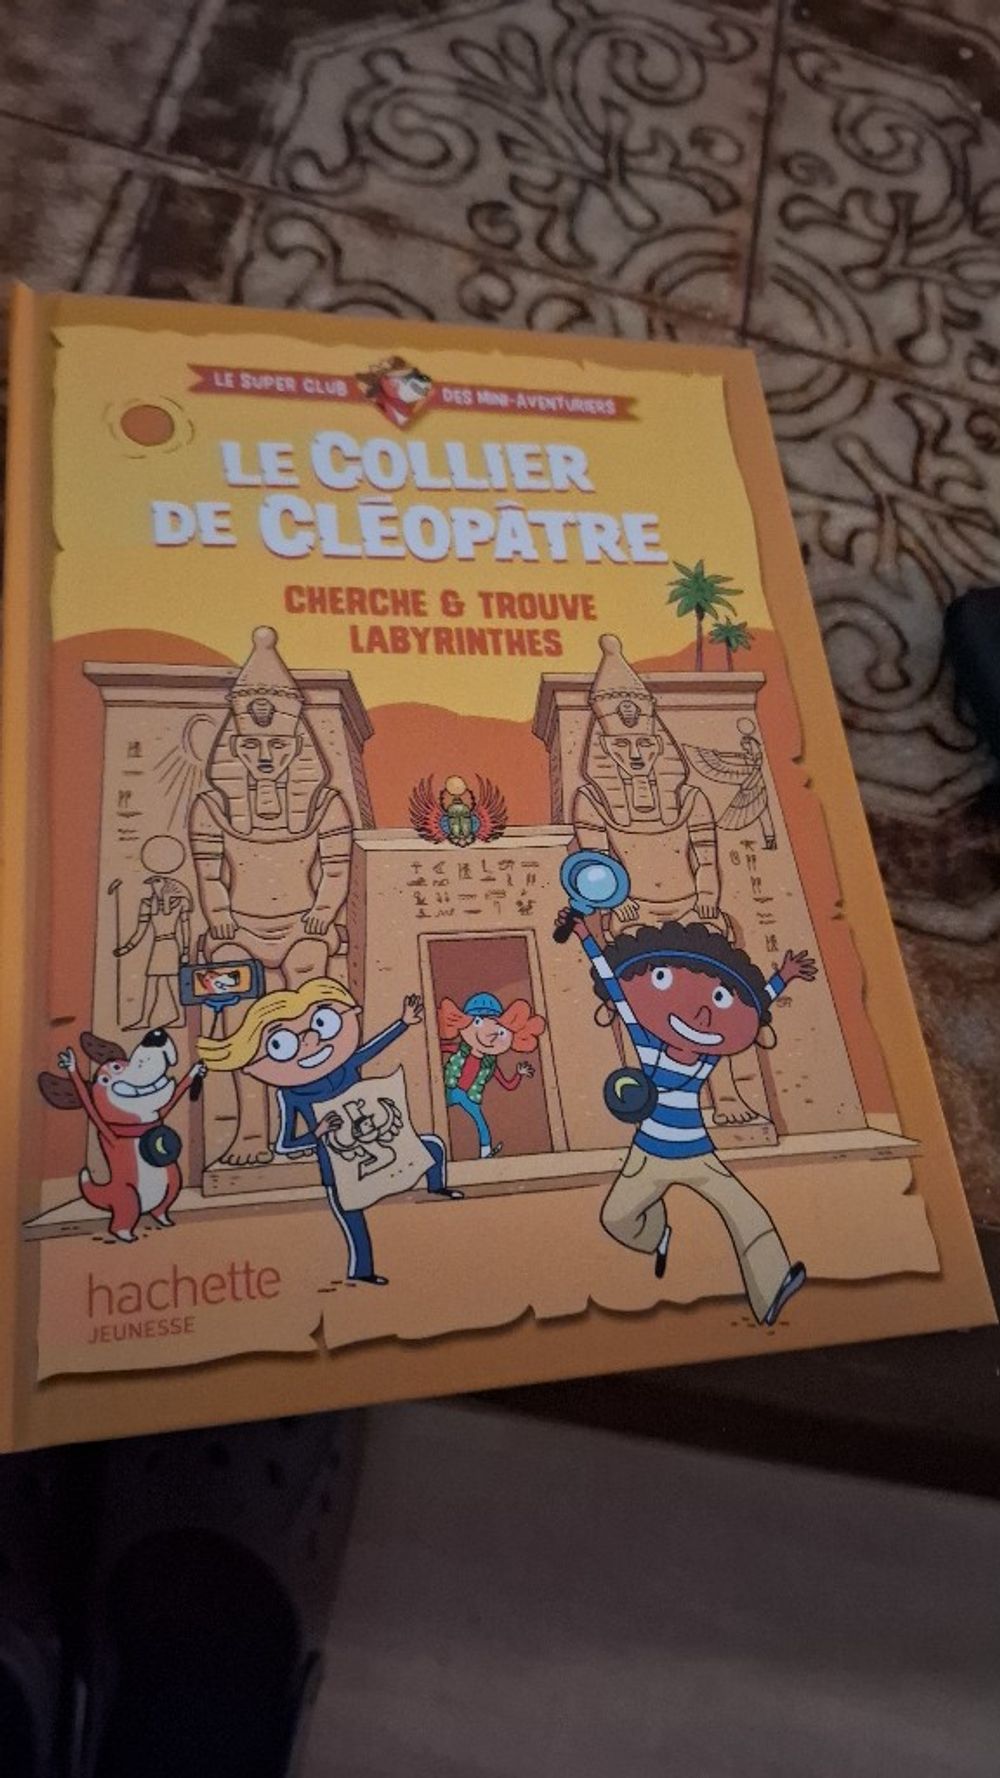 LE SUPER CLUB DES MINI-AVENTURIERS
LE COLLIER
DE CLÉOPÂTRE
CHERCHE & TROUVE
LABYRINTHES
hachette
JEUNESSE